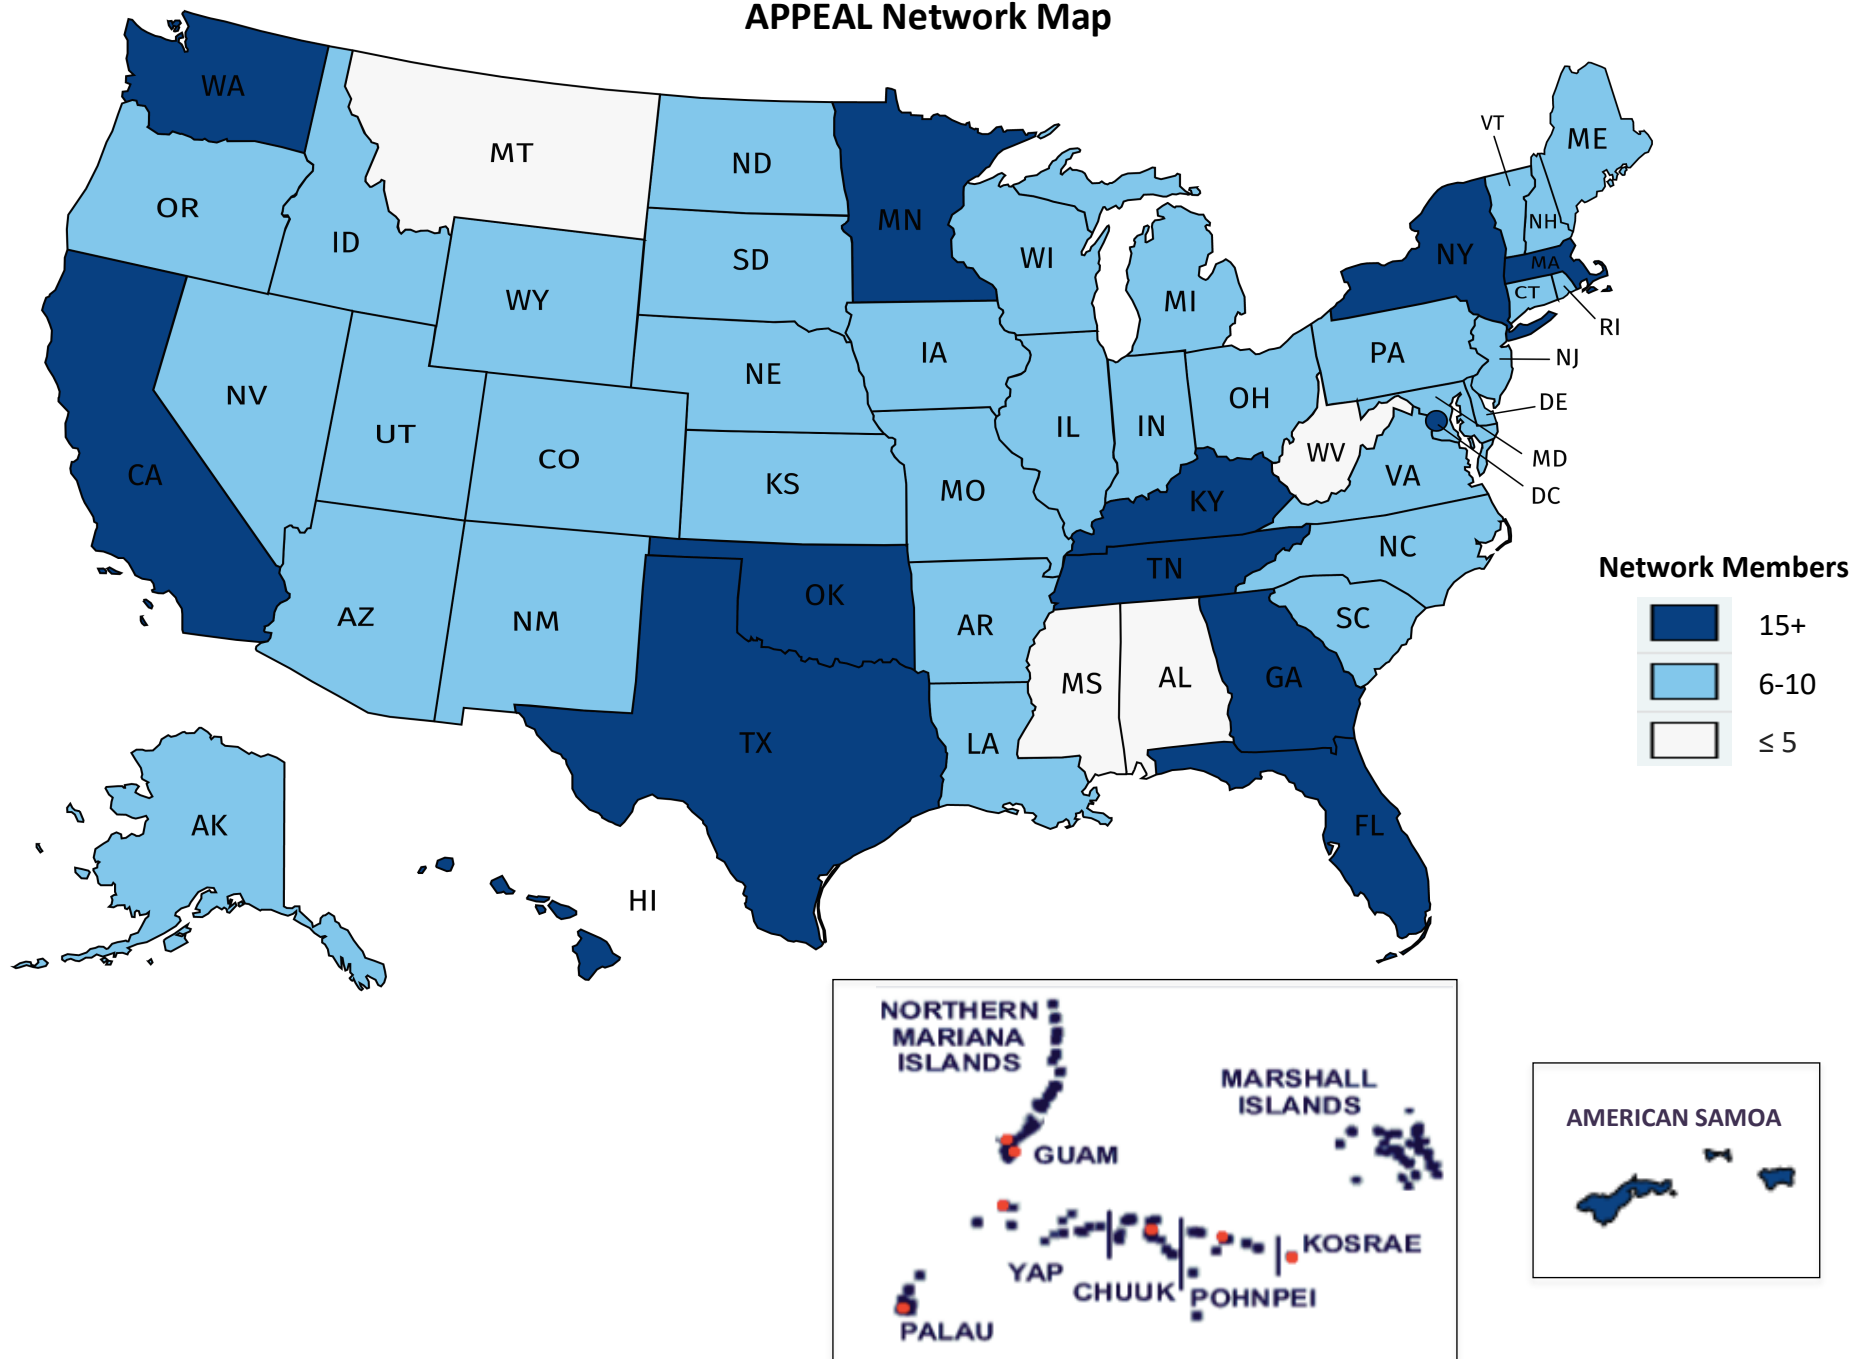 APPEAL Network Map
WA
MT
ND
MN
VT
ME
OR
ID
SD
WI
NH
WY
MI
NY
MA
CT
RI
NV
UT
NE
IA
PA
NJ
CO
IL
IN
OH
DE
CA
KS
MO
WV
VA
MD
DC
KY
AZ
NM
OK
AR
TN
NC
SC
MS
AL
GA
TX
LA
FL
AK
HI
Network Members
15+
6-10
≤ 5
NORTHERN
MARIANA
ISLANDS
MARSHALL
ISLANDS
GUAM
YAP
CHUUK
POHNPEI
KOSRAE
PALAU
AMERICAN SAMOA